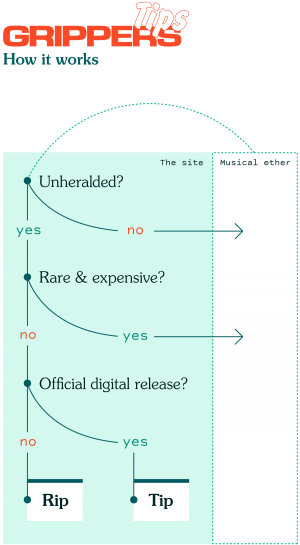 Tips
GRIPPERS
How it works
The site
Musical ether
Unheralded?
yes
no
Rare & expensive?
no
yes
Official digital release?
no
yes
Rip
Tip